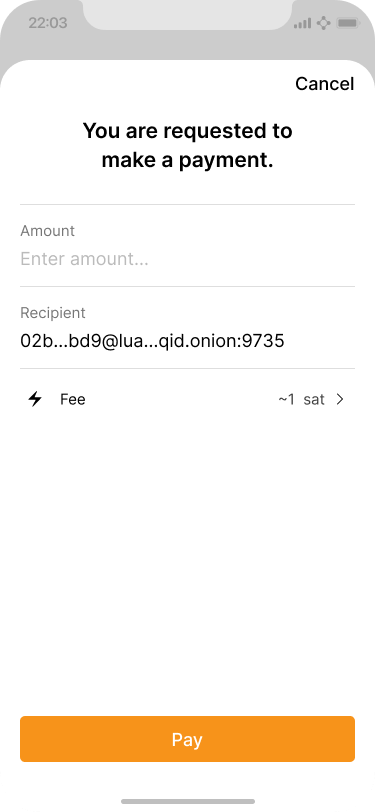 22:03
Cancel
You are requested to
make a payment.
Amount
Enter amount...
Recipient
02b...bd9@lua...qid.onion:9735
Fee
~1 sat
Pay